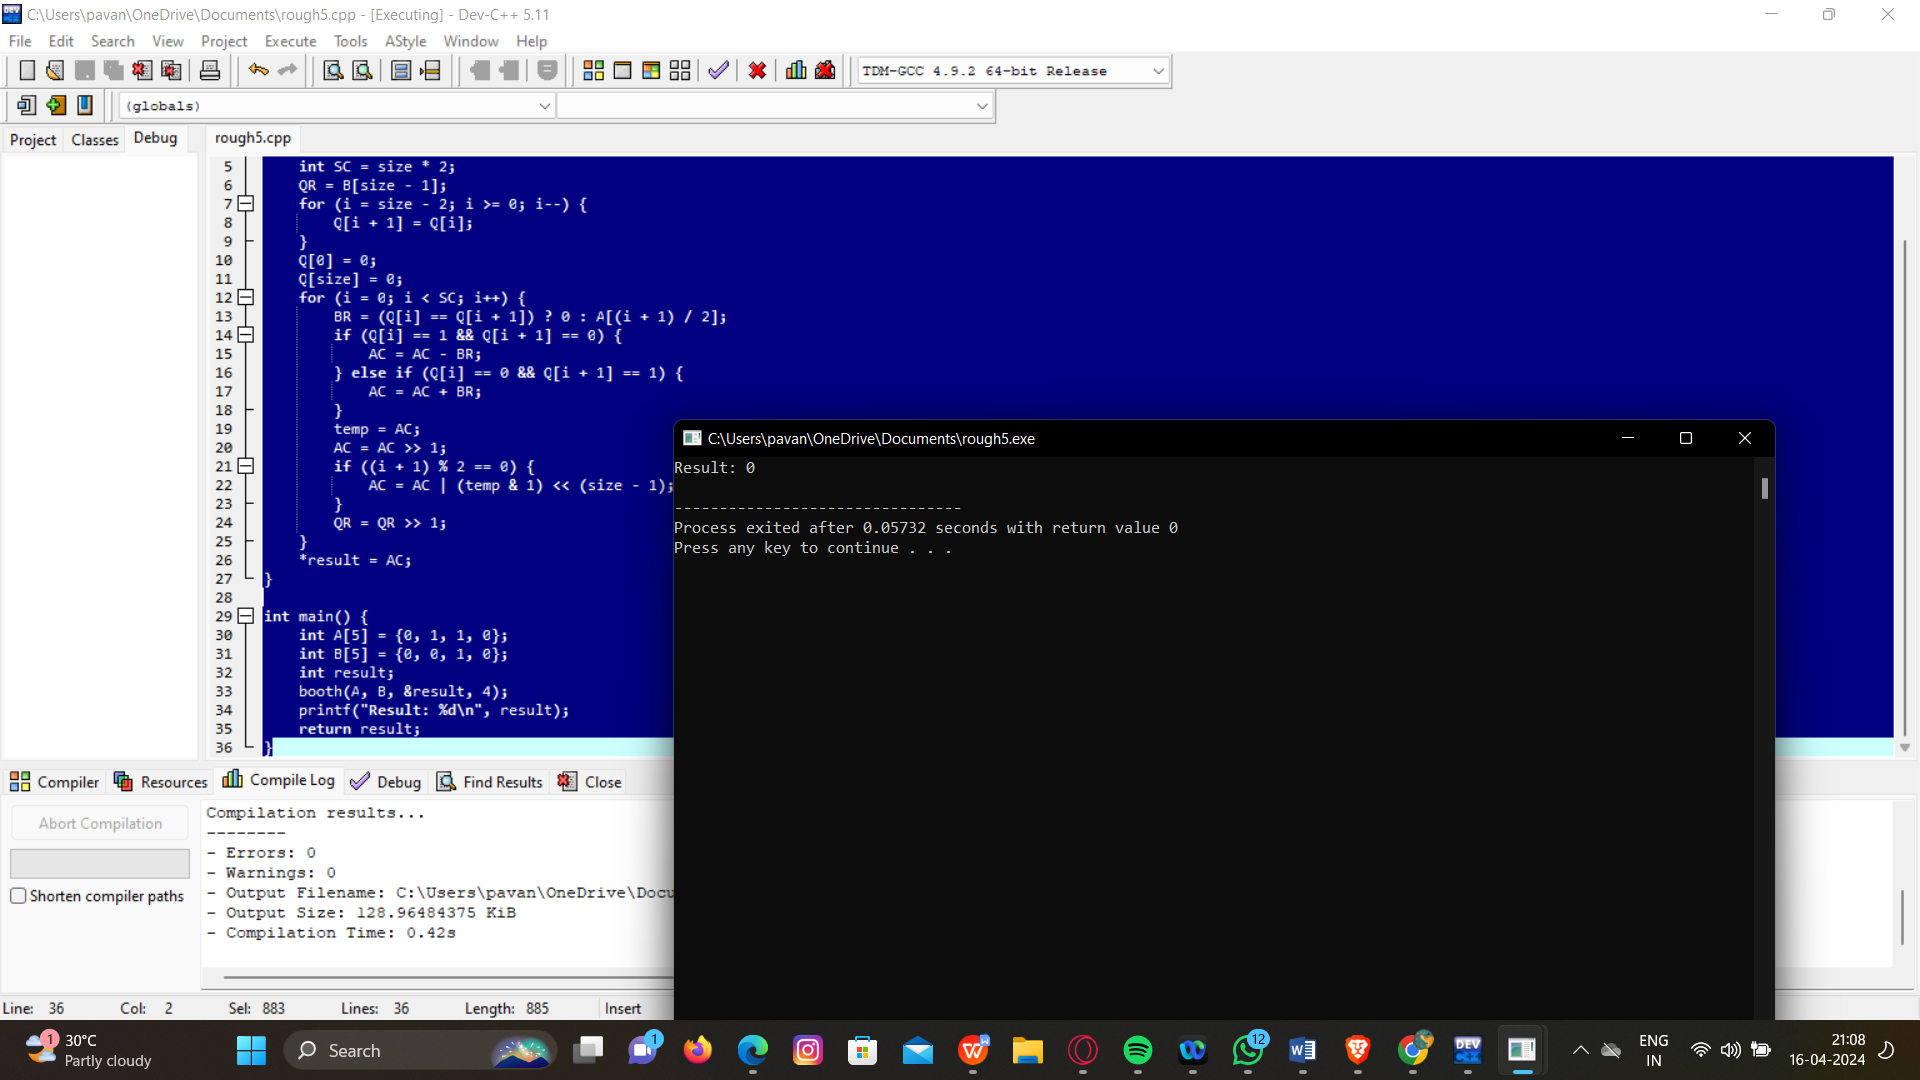 C:\Users\pavan\OneDrive\Documents\rough5.cpp - [Executing] - Dev-C++ 5.11
File Edit Search View Project Execute Tools AStyle Window Help
TDM-GCC 4.9.2 64-bit Release
(globals)
Project Classes Debug rough5.cpp
5 int SC = size * 2;
6 QR = B[size - 1];
7 for (i = size - 2; i >= 0; i--) {
8 Q[i + 1] = Q[i];
9 }
10 Q[0] = 0;
11 Q[size] = 0;
12 for (i = 0; i < SC; i++) {
13 BR = (Q[i] == Q[i + 1]) ? 0 : A[(i + 1) / 2];
14 if (Q[i] == 1 && Q[i + 1] == 0) {
15 AC = AC - BR;
16 } else if (Q[i] == 0 && Q[i + 1] == 1) {
17 AC = AC + BR;
18 }
19 temp = AC;
20 AC = AC >> 1;
21 if ((i + 1) % 2 == 0) {
22 AC = AC | (temp & 1) << (size - 1);
23 }
24 QR = QR >> 1;
25 }
26 *result = AC;
27 }
28
29 int main() {
30 int A[5] = {0, 1, 1, 0};
31 int B[5] = {0, 0, 1, 0};
32 int result;
33 booth(A, B, &result, 4);
34 printf("Result: %d\n", result);
35 return result;
36 }
C:\Users\pavan\OneDrive\Documents\rough5.exe
Result: 0
--------------------------------
Process exited after 0.05732 seconds with return value 0
Press any key to continue . . .
Compiler Resources Compile Log Debug Find Results Close
Abort Compilation
Shorten compiler paths
Compilation results...
--------
- Errors: 0
- Warnings: 0
- Output Filename: C:\Users\pavan\OneDrive\Docu
- Output Size: 128.96484375 KiB
- Compilation Time: 0.42s
Line: 36 Col: 2 Sel: 883 Lines: 36 Length: 885 Insert
1
30°C
Partly cloudy
Search
1
12
DEV
ENG
IN
21:08
16-04-2024